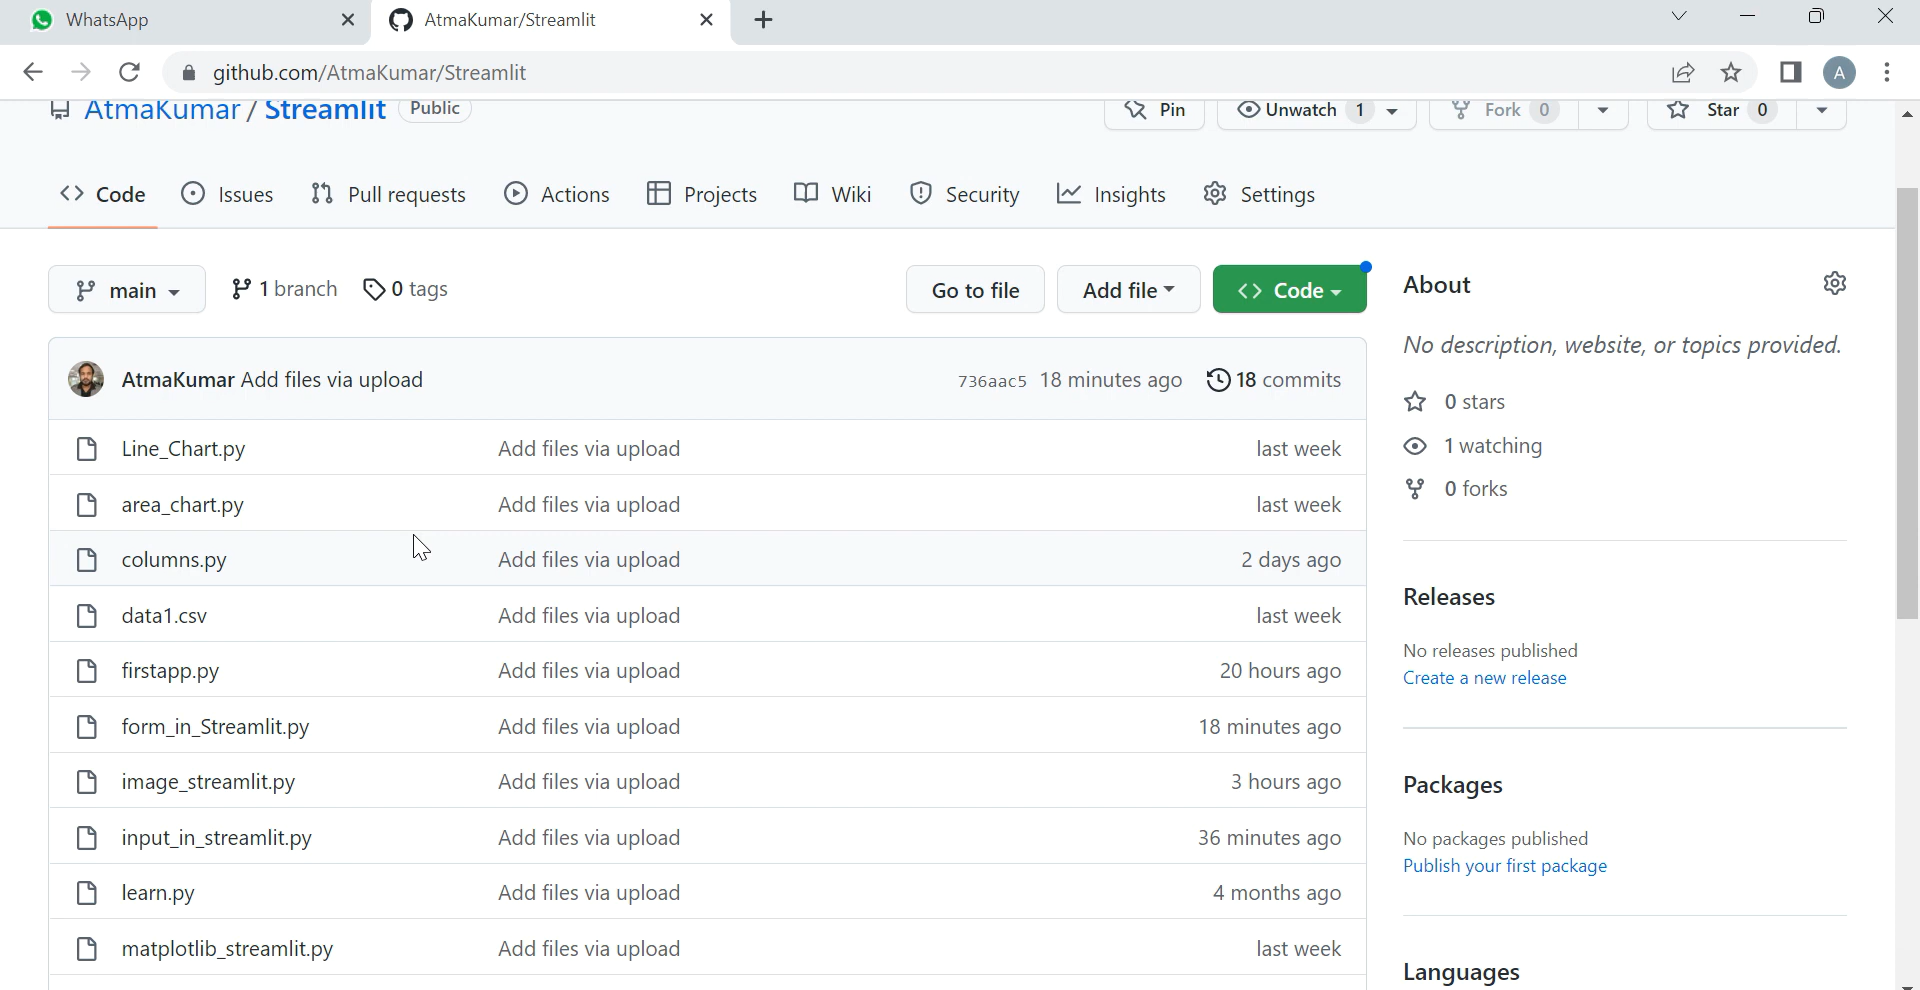 WhatsApp
AtmaKumar/Streamlit
github.com/AtmaKumar/Streamlit
A
AtmaKumar / Streamlit Public
Pin
Unwatch 1
Fork 0
Star 0
Code
Issues
Pull requests
Actions
Projects
Wiki
Security
Insights
Settings
main
1 branch
0 tags
Go to file
Add file
Code
AtmaKumar Add files via upload 736aac5 18 minutes ago 18 commits
Line_Chart.py Add files via upload last week
area_chart.py Add files via upload last week
columns.py Add files via upload 2 days ago
data1.csv Add files via upload last week
firstapp.py Add files via upload 20 hours ago
form_in_Streamlit.py Add files via upload 18 minutes ago
image_streamlit.py Add files via upload 3 hours ago
input_in_streamlit.py Add files via upload 36 minutes ago
learn.py Add files via upload 4 months ago
matplotlib_streamlit.py Add files via upload last week
About
No description, website, or topics provided.
0 stars
1 watching
0 forks
Releases
No releases published
Create a new release
Packages
No packages published
Publish your first package
Languages